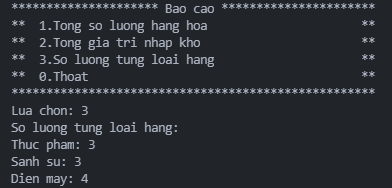 ********************* Bao cao **********************
**  1.Tong so luong hang hoa                      **
**  2.Tong gia tri nhap kho                       **
**  3.So luong tung loai hang                     **
**  0.Thoat                                       **
****************************************************
Lua chon: 3
So luong tung loai hang:
Thuc pham: 3
Sanh su: 3
Dien may: 4